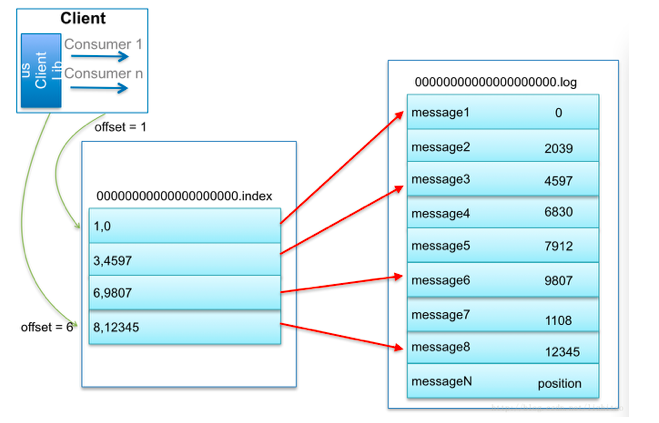 Client
Consumer 1
us
Client
Lib
Consumer n
offset = 1
00000000000000000000.index
1,0
3,4597
6,9807
8,12345
offset = 6
00000000000000000000.log
message1 0
message2 2039
message3 4597
message4 6830
message5 7912
message6 9807
message7 1108
message8 12345
messageN position